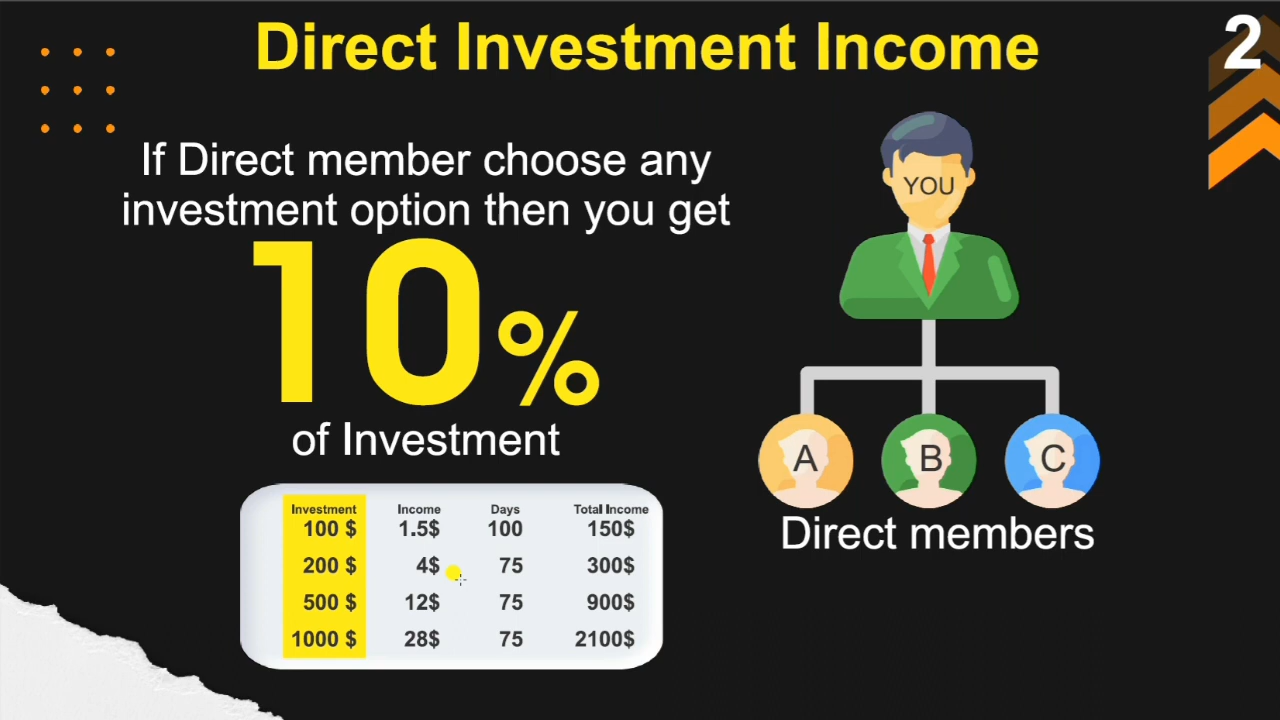 Direct Investment Income
2
If Direct member choose any
investment option then you get
10%
of Investment
Investment Income Days Total Income
100 $ 1.5$ 100 150$
200 $ 4$ 75 300$
500 $ 12$ 75 900$
1000 $ 28$ 75 2100$
YOU
A B C
Direct members